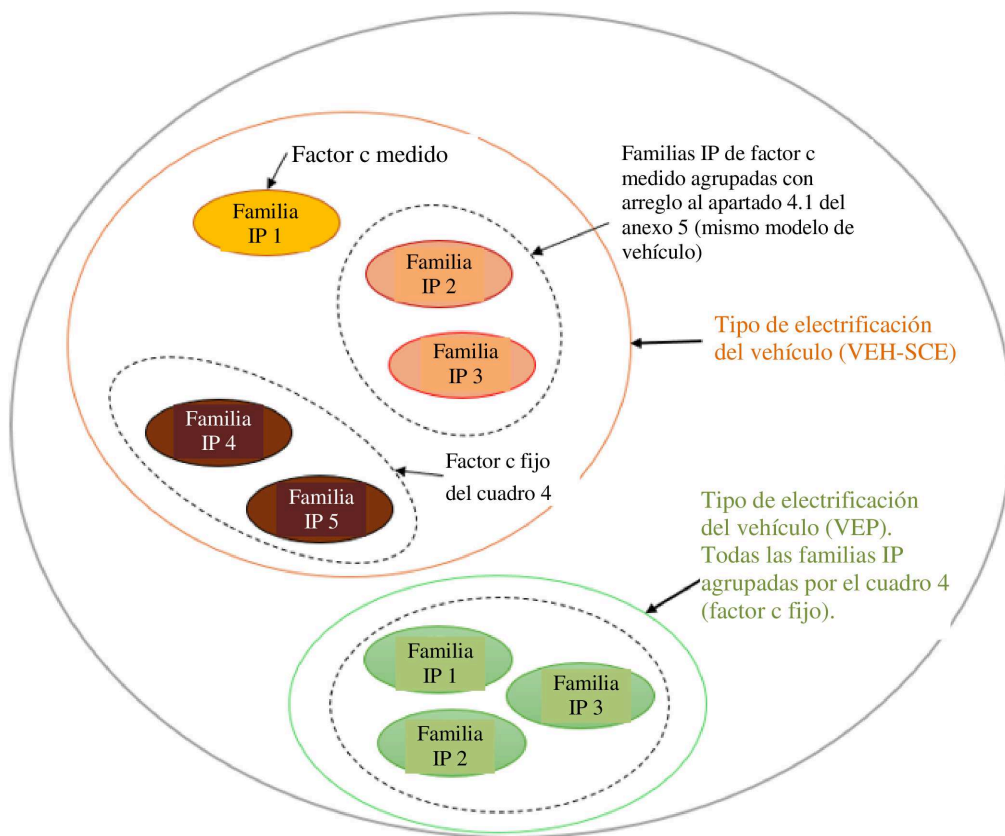 Factor c medido
Familias IP de factor c
medido agrupadas con
arreglo al apartado 4.1 del
anexo 5 (mismo modelo de
vehículo)
Familia
IP 1
Familia
IP 2
Familia
IP 3
Tipo de electrificación
del vehículo (VEH-SCE)
Familia
IP 4
Familia
IP 5
Factor c fijo
del cuadro 4
Tipo de electrificación
del vehículo (VEP).
Todas las familias IP
agrupadas por el cuadro 4
(factor c fijo).
Familia
IP 1
Familia
IP 3
Familia
IP 2